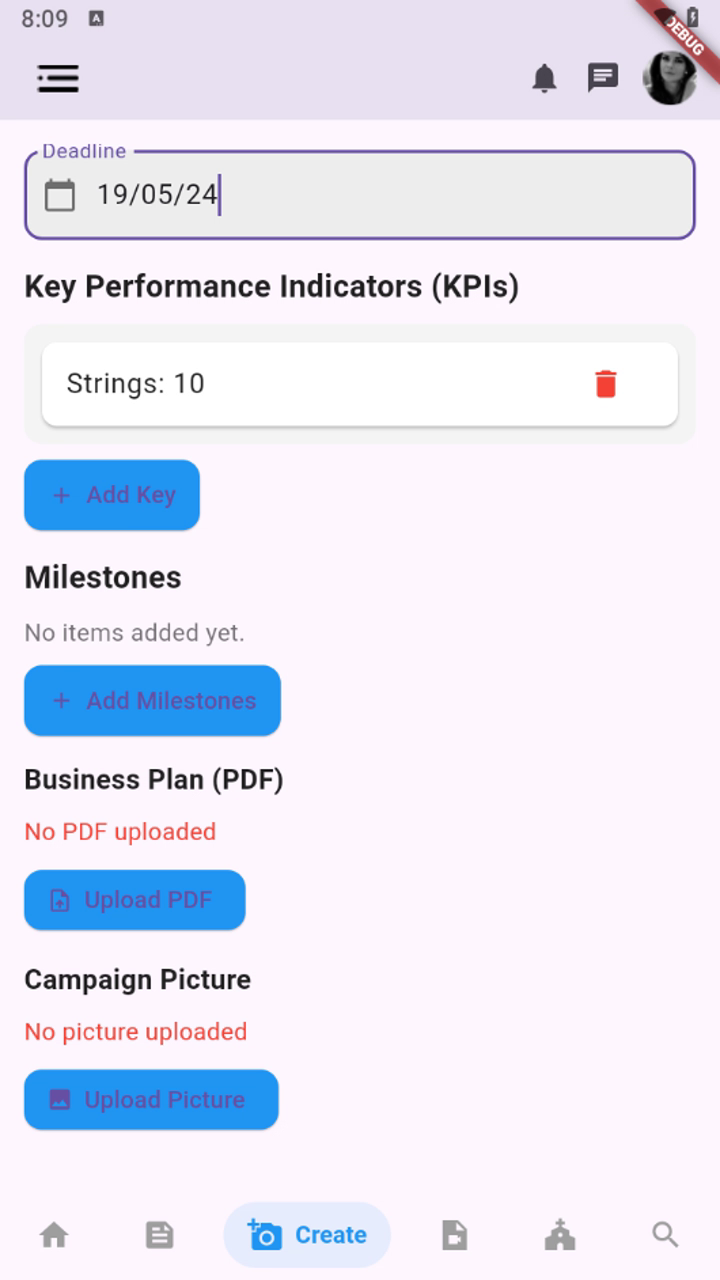 8:09
A
DEBUG
Deadline
19/05/24
Key Performance Indicators (KPIs)
Strings: 10
+ Add Key
Milestones
No items added yet.
+ Add Milestones
Business Plan (PDF)
No PDF uploaded
Upload PDF
Campaign Picture
No picture uploaded
Upload Picture
Create